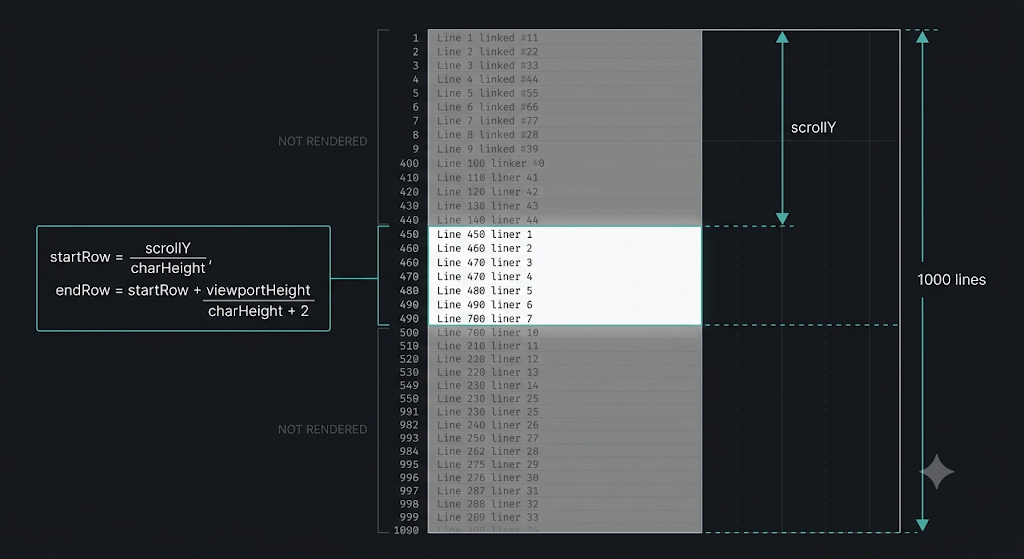 1 Line 1 linked #11
2 Line 2 linked #22
3 Line 3 linked #33
4 Line 4 linked #44
5 Line 5 linked #55
6 Line 6 linked #66
7 Line 7 linked #77
8 Line 8 linked #28
9 Line 9 linked #39
400 Line 100 linker #0
410 Line 110 liner 41
420 Line 120 liner 42
430 Line 130 liner 43
440 Line 140 liner 44
450 Line 450 liner 1
460 Line 460 liner 2
460 Line 470 liner 3
470 Line 470 liner 4
480 Line 480 liner 5
490 Line 490 liner 6
490 Line 700 liner 7
500 Line 700 liner 10
510 Line 210 liner 11
520 Line 220 liner 12
530 Line 220 liner 13
549 Line 230 liner 14
550 Line 230 liner 25
991 Line 230 liner 25
982 Line 240 liner 26
993 Line 250 liner 27
984 Line 262 liner 28
995 Line 275 liner 29
996 Line 276 liner 30
997 Line 287 liner 31
998 Line 288 liner 32
999 Line 209 liner 33
1000
NOT RENDERED
startRow = scrollY
charHeight,
endRow = startRow + viewportHeight
charHeight + 2
NOT RENDERED
scrollY
1000 lines